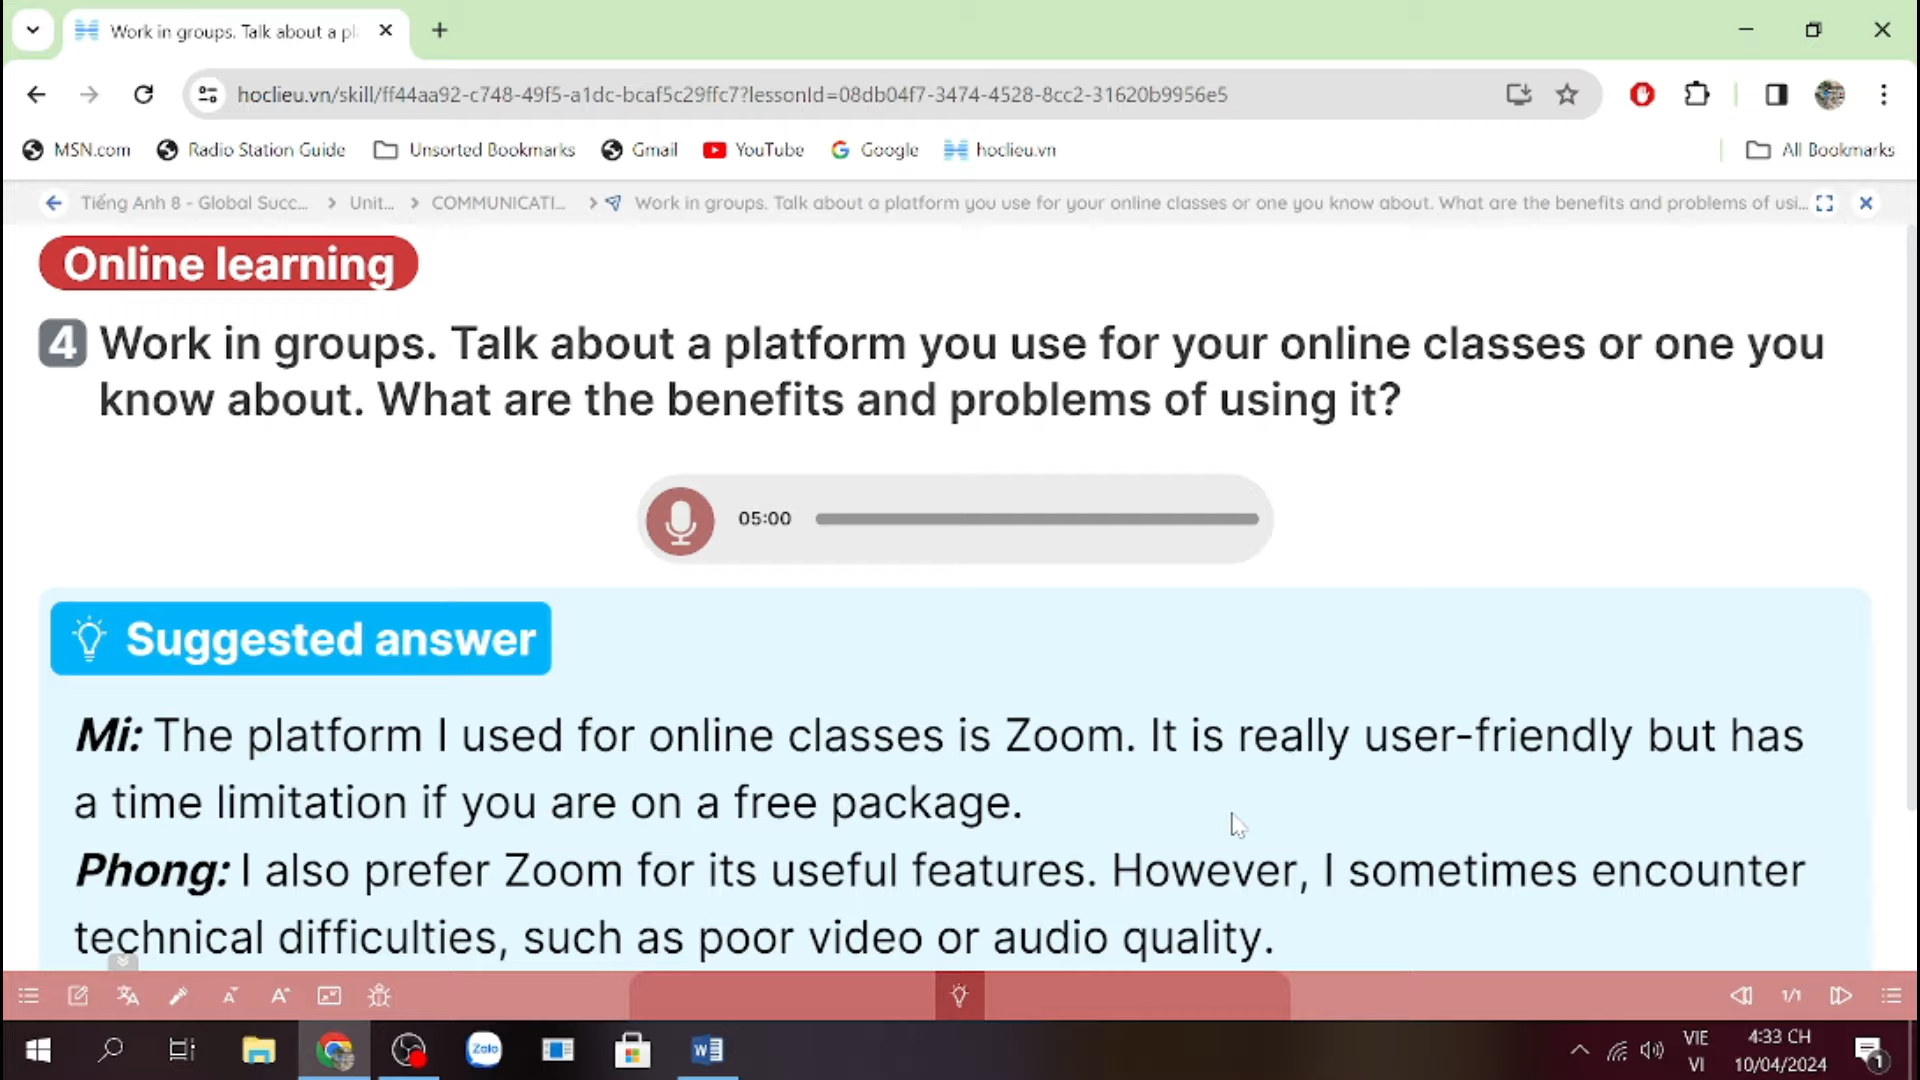 Work in groups. Talk about a pl
hoclieu.vn/skill/ff44aa92-c748-49f5-a1dc-bcaf5c29ffc7?lessonId=08db04f7-3474-4528-8cc2-31620b9956e5
MSN.com Radio Station Guide Unsorted Bookmarks Gmail YouTube Google hoclieu.vn All Bookmarks
Tiếng Anh 8 - Global Succ... > Unit... > COMMUNICATI... > Work in groups. Talk about a platform you use for your online classes or one you know about. What are the benefits and problems of usi...
Online learning
4 Work in groups. Talk about a platform you use for your online classes or one you
know about. What are the benefits and problems of using it?
05:00
Suggested answer
Mi: The platform I used for online classes is Zoom. It is really user-friendly but has
a time limitation if you are on a free package.
Phong: I also prefer Zoom for its useful features. However, I sometimes encounter
technical difficulties, such as poor video or audio quality.
1/1
Zalo
VIE 4:33 CH
VI 10/04/2024
1